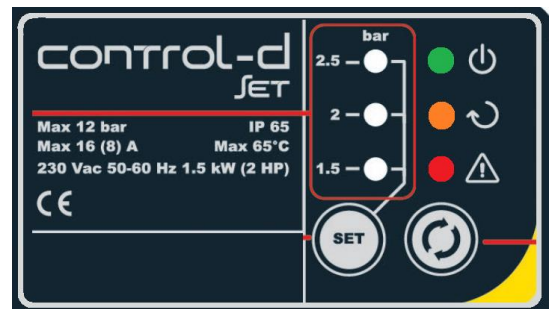 control-d
SET
Max 12 bar IP 65
Max 16 (8) A Max 65°C
230 Vac 50-60 Hz 1.5 kW (2 HP)
CE
bar
2.5
2
1.5
SET